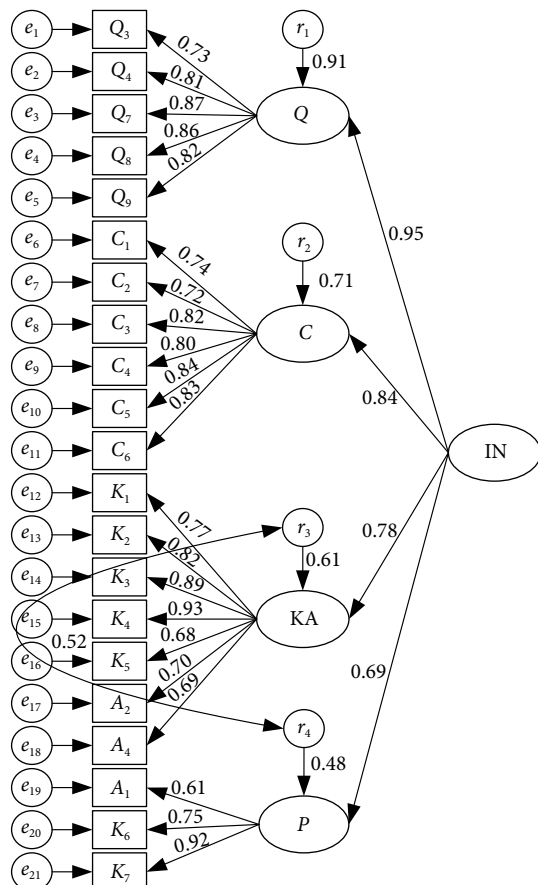 e1 Q3 r1
0.73
e2 Q4 0.81 0.91
e3 Q7 0.87 Q
e4 Q8 0.86
e5 Q9 0.82
0.95
e6 C1 r2
0.74
e7 C2 0.72 0.71
e8 C3 0.82 C
e9 C4 0.80
0.84
e10 C5 0.84
e11 C6 0.83
IN
e12 K1
0.77
e13 K2 r3 0.78
0.82
e14 K3 0.89 0.61
e15 K4 0.93 KA
0.52
e16 K5 0.68
0.70
0.69
e17 A2 0.69
e18 A4 r4
e19 A1 0.61 0.48
e20 K6 0.75 P
e21 K7 0.92